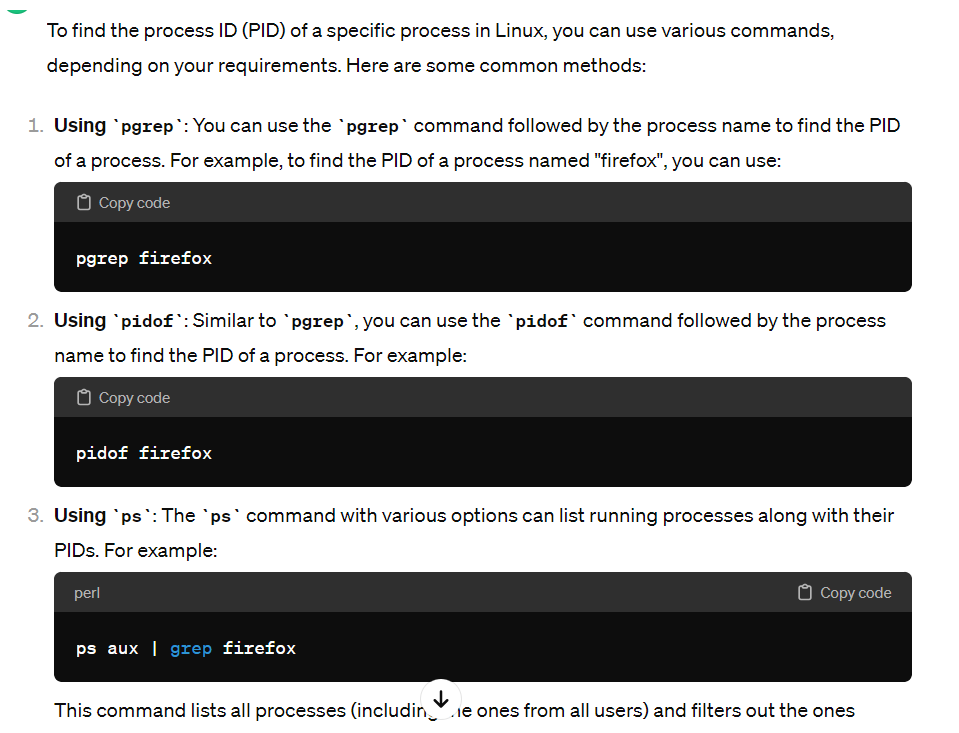 To find the process ID (PID) of a specific process in Linux, you can use various commands,
depending on your requirements. Here are some common methods:
1. Using `pgrep`: You can use the `pgrep` command followed by the process name to find the PID
of a process. For example, to find the PID of a process named "firefox", you can use:
Copy code
pgrep firefox
2. Using `pidof`: Similar to `pgrep`, you can use the `pidof` command followed by the process
name to find the PID of a process. For example:
Copy code
pidof firefox
3. Using `ps`: The `ps` command with various options can list running processes along with their
PIDs. For example:
perl Copy code
ps aux | grep firefox
This command lists all processes (including ones from all users) and filters out the ones